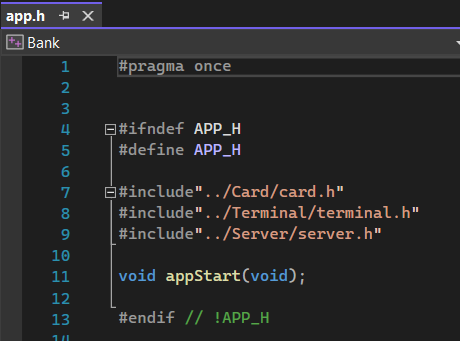 app.h
Bank
1 #pragma once
2
3
4 #ifndef APP_H
5 #define APP_H
6
7 #include"../Card/card.h"
8 #include"../Terminal/terminal.h"
9 #include"../Server/server.h"
10
11 void appStart(void);
12
13 #endif // !APP_H
14